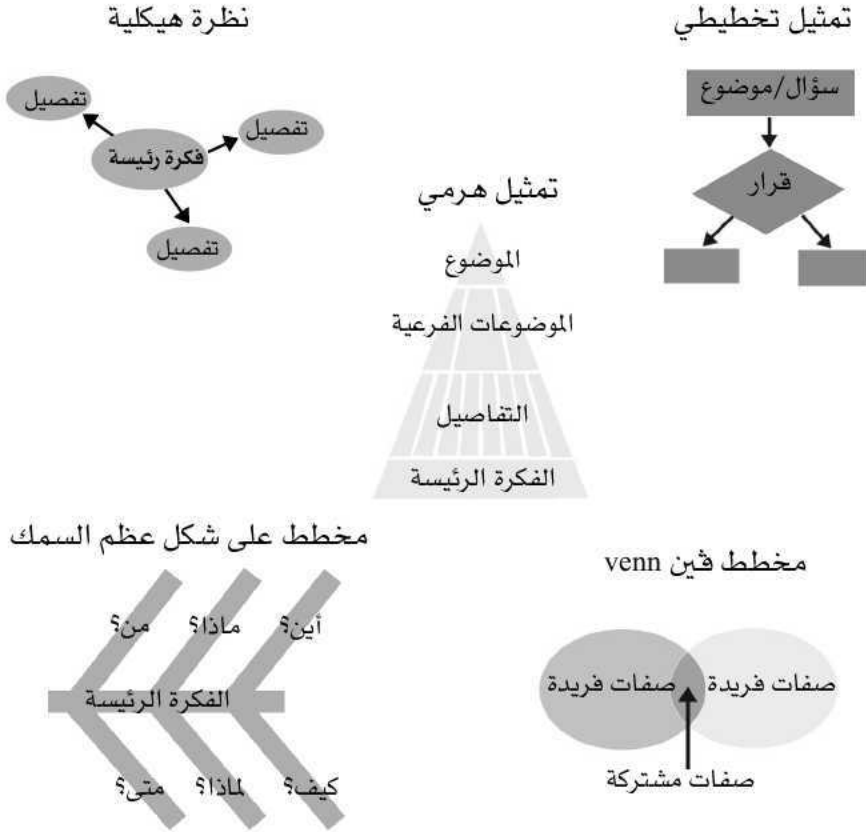 تمثيل تخطيطي
سؤال/موضوع
قرار
نظرة هيكلية
تفصيل
تفصيل
فكرة رئيسة
تفصيل
تمثيل هرمي
الموضوع
الموضوعات الفرعية
التفاصيل
الفكرة الرئيسة
مخطط ڤين venn
صفات فريدة
صفات فريدة
صفات مشتركة
مخطط على شكل عظم السمك
أين؟
ماذا؟
من؟
الفكرة الرئيسة
كيف؟
لماذا؟
متى؟